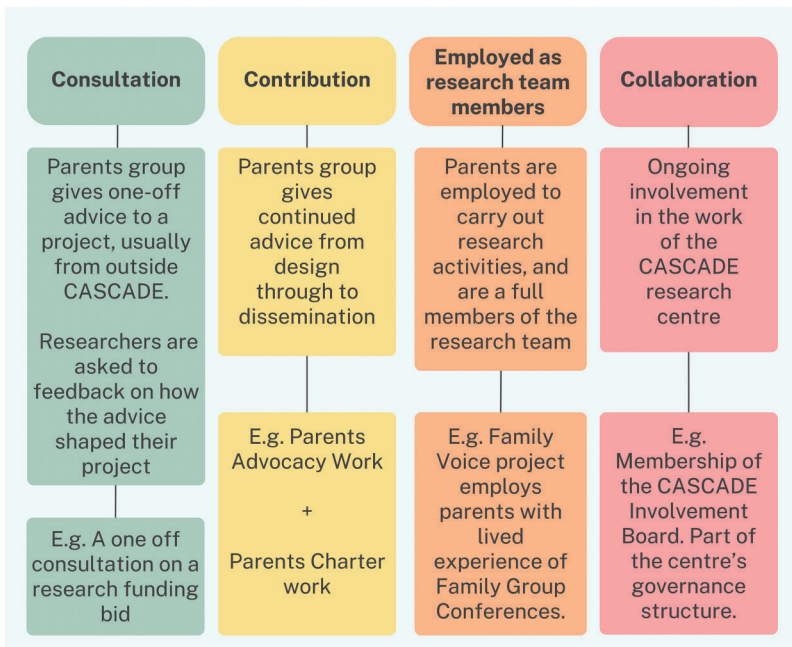 Consultation
Parents group
gives one-off
advice to a
project, usually
from outside
CASCADE.
Researchers are
asked to
feedback on how
the advice
shaped their
project
E.g. A one off
consultation on a
research funding
bid
Contribution
Parents group
gives
continued
advice from
design
through to
dissemination
E.g. Parents
Advocacy Work
+
Parents Charter
work
Employed as
research team
members
Parents are
employed to
carry out
research
activities, and
are a full
members of the
research team
E.g. Family
Voice project
employs
parents with
lived
experience of
Family Group
Conferences.
Collaboration
Ongoing
involvement
in the work
of the
CASCADE
research
centre
E.g.
Membership of
the CASCADE
Involvement
Board. Part of
the centre's
governance
structure.